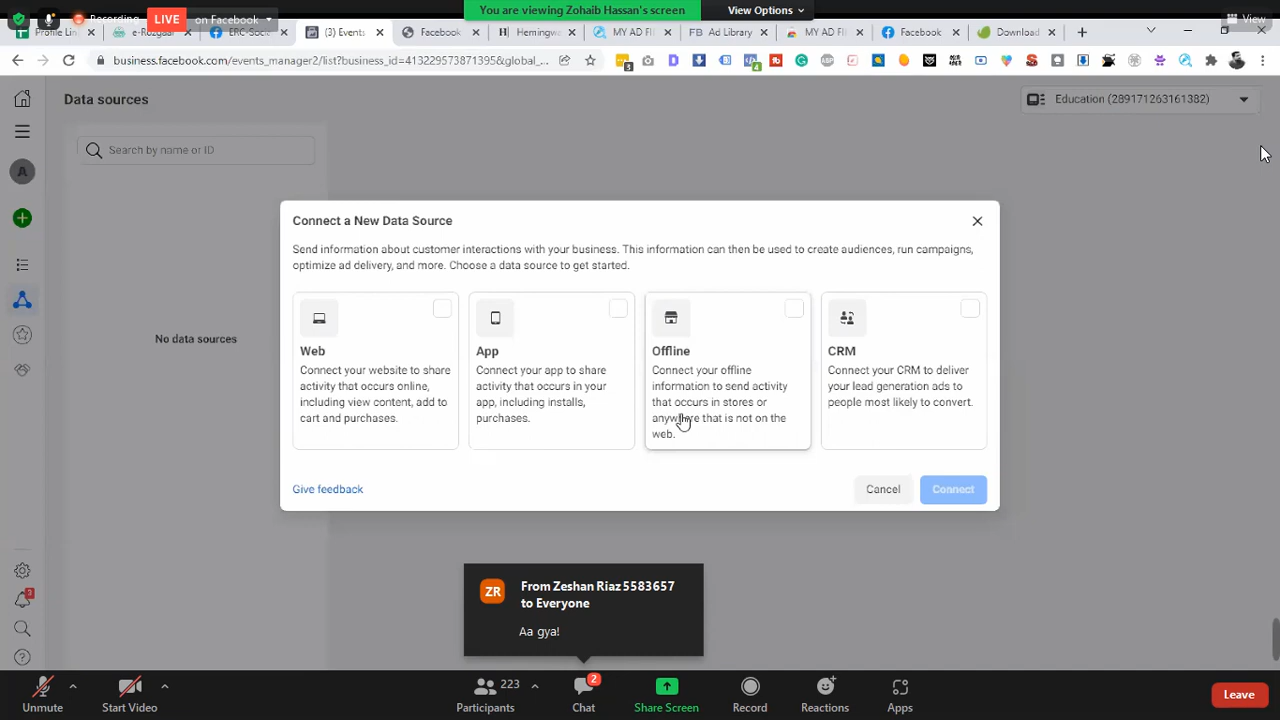 Recording
LIVE
on Facebook
You are viewing Zohaib Hassan's screen
View Options
View
Profile Lin
e-Rozga
ERC-Soci
(3) Events
Facebook
Hemingw
MY AD FI
Ad Library
MY AD FI
Facebook
Download
business.facebook.com/events_manager2/list?business_id=413229573871395&global_...
Data sources
Education (289171263161382)
Search by name or ID
A
No data sources
Connect a New Data Source
Send information about customer interactions with your business. This information can then be used to create audiences, run campaigns,
optimize ad delivery, and more. Choose a data source to get started.
Web
Connect your website to share
activity that occurs online,
including view content, add to
cart and purchases.
App
Connect your app to share
activity that occurs in your
app, including installs,
purchases.
Offline
Connect your offline
information to send activity
that occurs in stores or
anywhere that is not on the
web.
CRM
Connect your CRM to deliver
your lead generation ads to
people most likely to convert.
Give feedback
Cancel
Connect
ZR
From Zeshan Riaz 5583657
to Everyone
Aa gya!
Unmute
Start Video
223
Participants
2
Chat
Share Screen
Record
Reactions
Apps
Leave